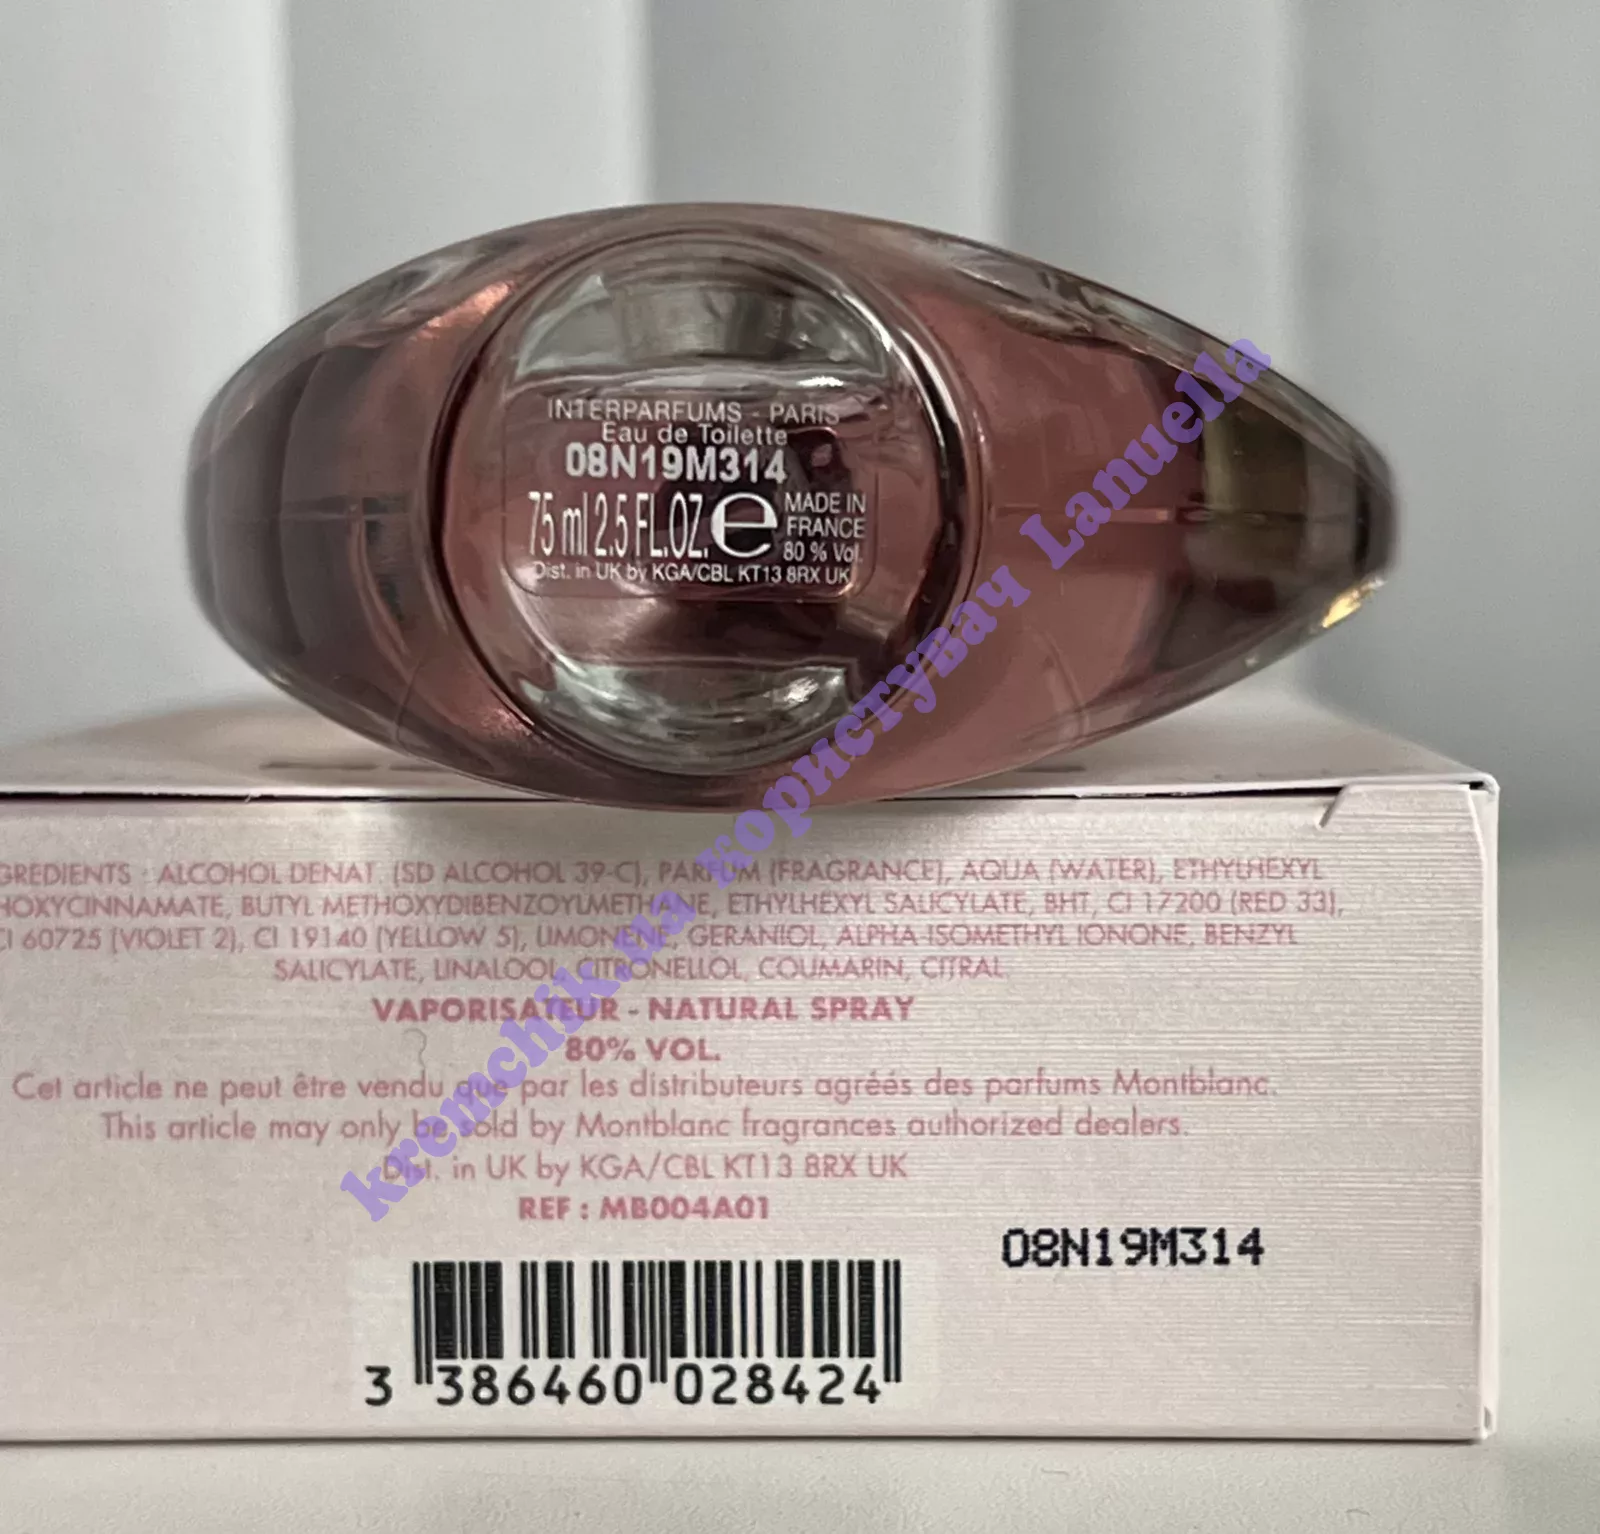 INTERPARFUMS - PARIS
Eau de Toilette
08N19M314
75 ml 2.5 FL.OZ. e MADE IN
FRANCE
80 % Vol.
Dist. in UK by KGA/CBL KT13 8RX UK
GREDIENTS : ALCOHOL DENAT. (SD ALCOHOL 39-C), PARFUM (FRAGRANCE), AQUA (WATER), ETHYLHEXYL
HOXYCINNAMATE, BUTYL METHOXYDIBENZOYLMETHANE, ETHYLHEXYL SALICYLATE, BHT, CI 17200 (RED 33),
CI 60725 (VIOLET 2), CI 19140 (YELLOW 5), LIMONENE, GERANIOL, ALPHA-ISOMETHYL IONONE, BENZYL
SALICYLATE, LINALOOL, CITRONELLOL, COUMARIN, CITRAL.
VAPORISATEUR - NATURAL SPRAY
80% VOL.
Cet article ne peut être vendu que par les distributeurs agréés des parfums Montblanc.
This article may only be sold by Montblanc fragrances authorized dealers.
Dist. in UK by KGA/CBL KT13 8RX UK
REF : MB004A01
08N19M314
3 386460 028424
kremchik.ua користувач Lanuella